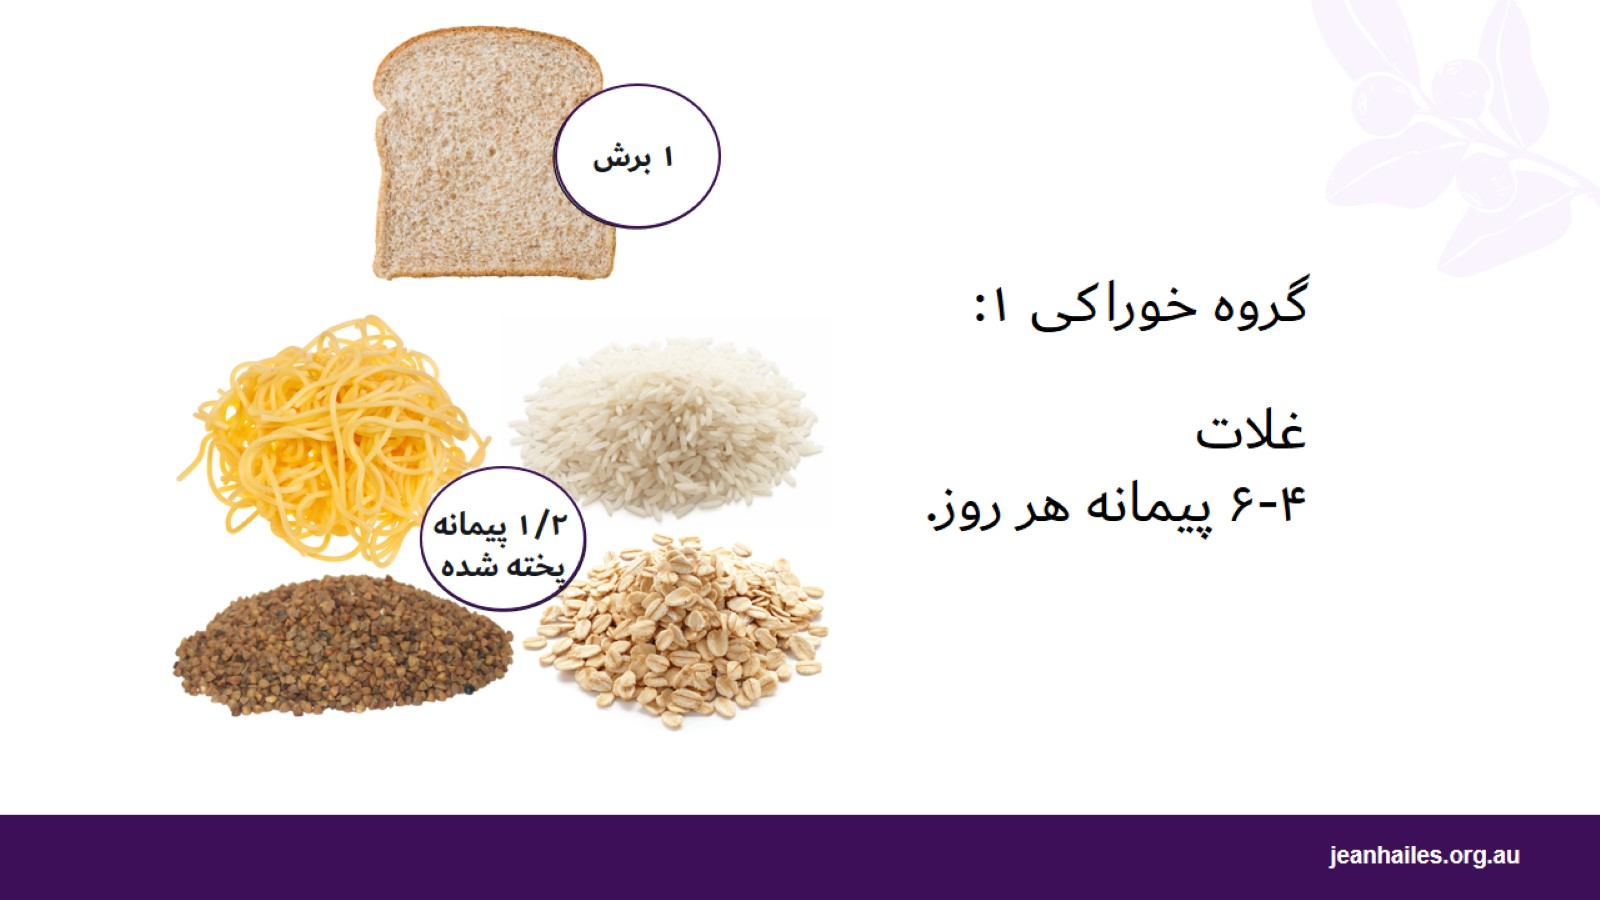 ۱ برش
گروه خوراکی ۱:
غلات
۴-۶ پیمانه هر روز.
۱/۲ پیمانه
پخته شده
jeanhailes.org.au